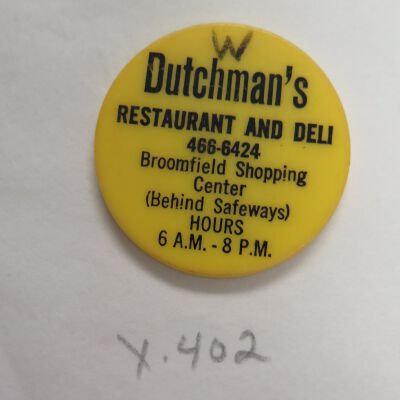 W
Dutchman's
RESTAURANT AND DELI
466-6424
Broomfield Shopping
Center
(Behind Safeways)
HOURS
6 A.M. - 8 P.M.
Y.402